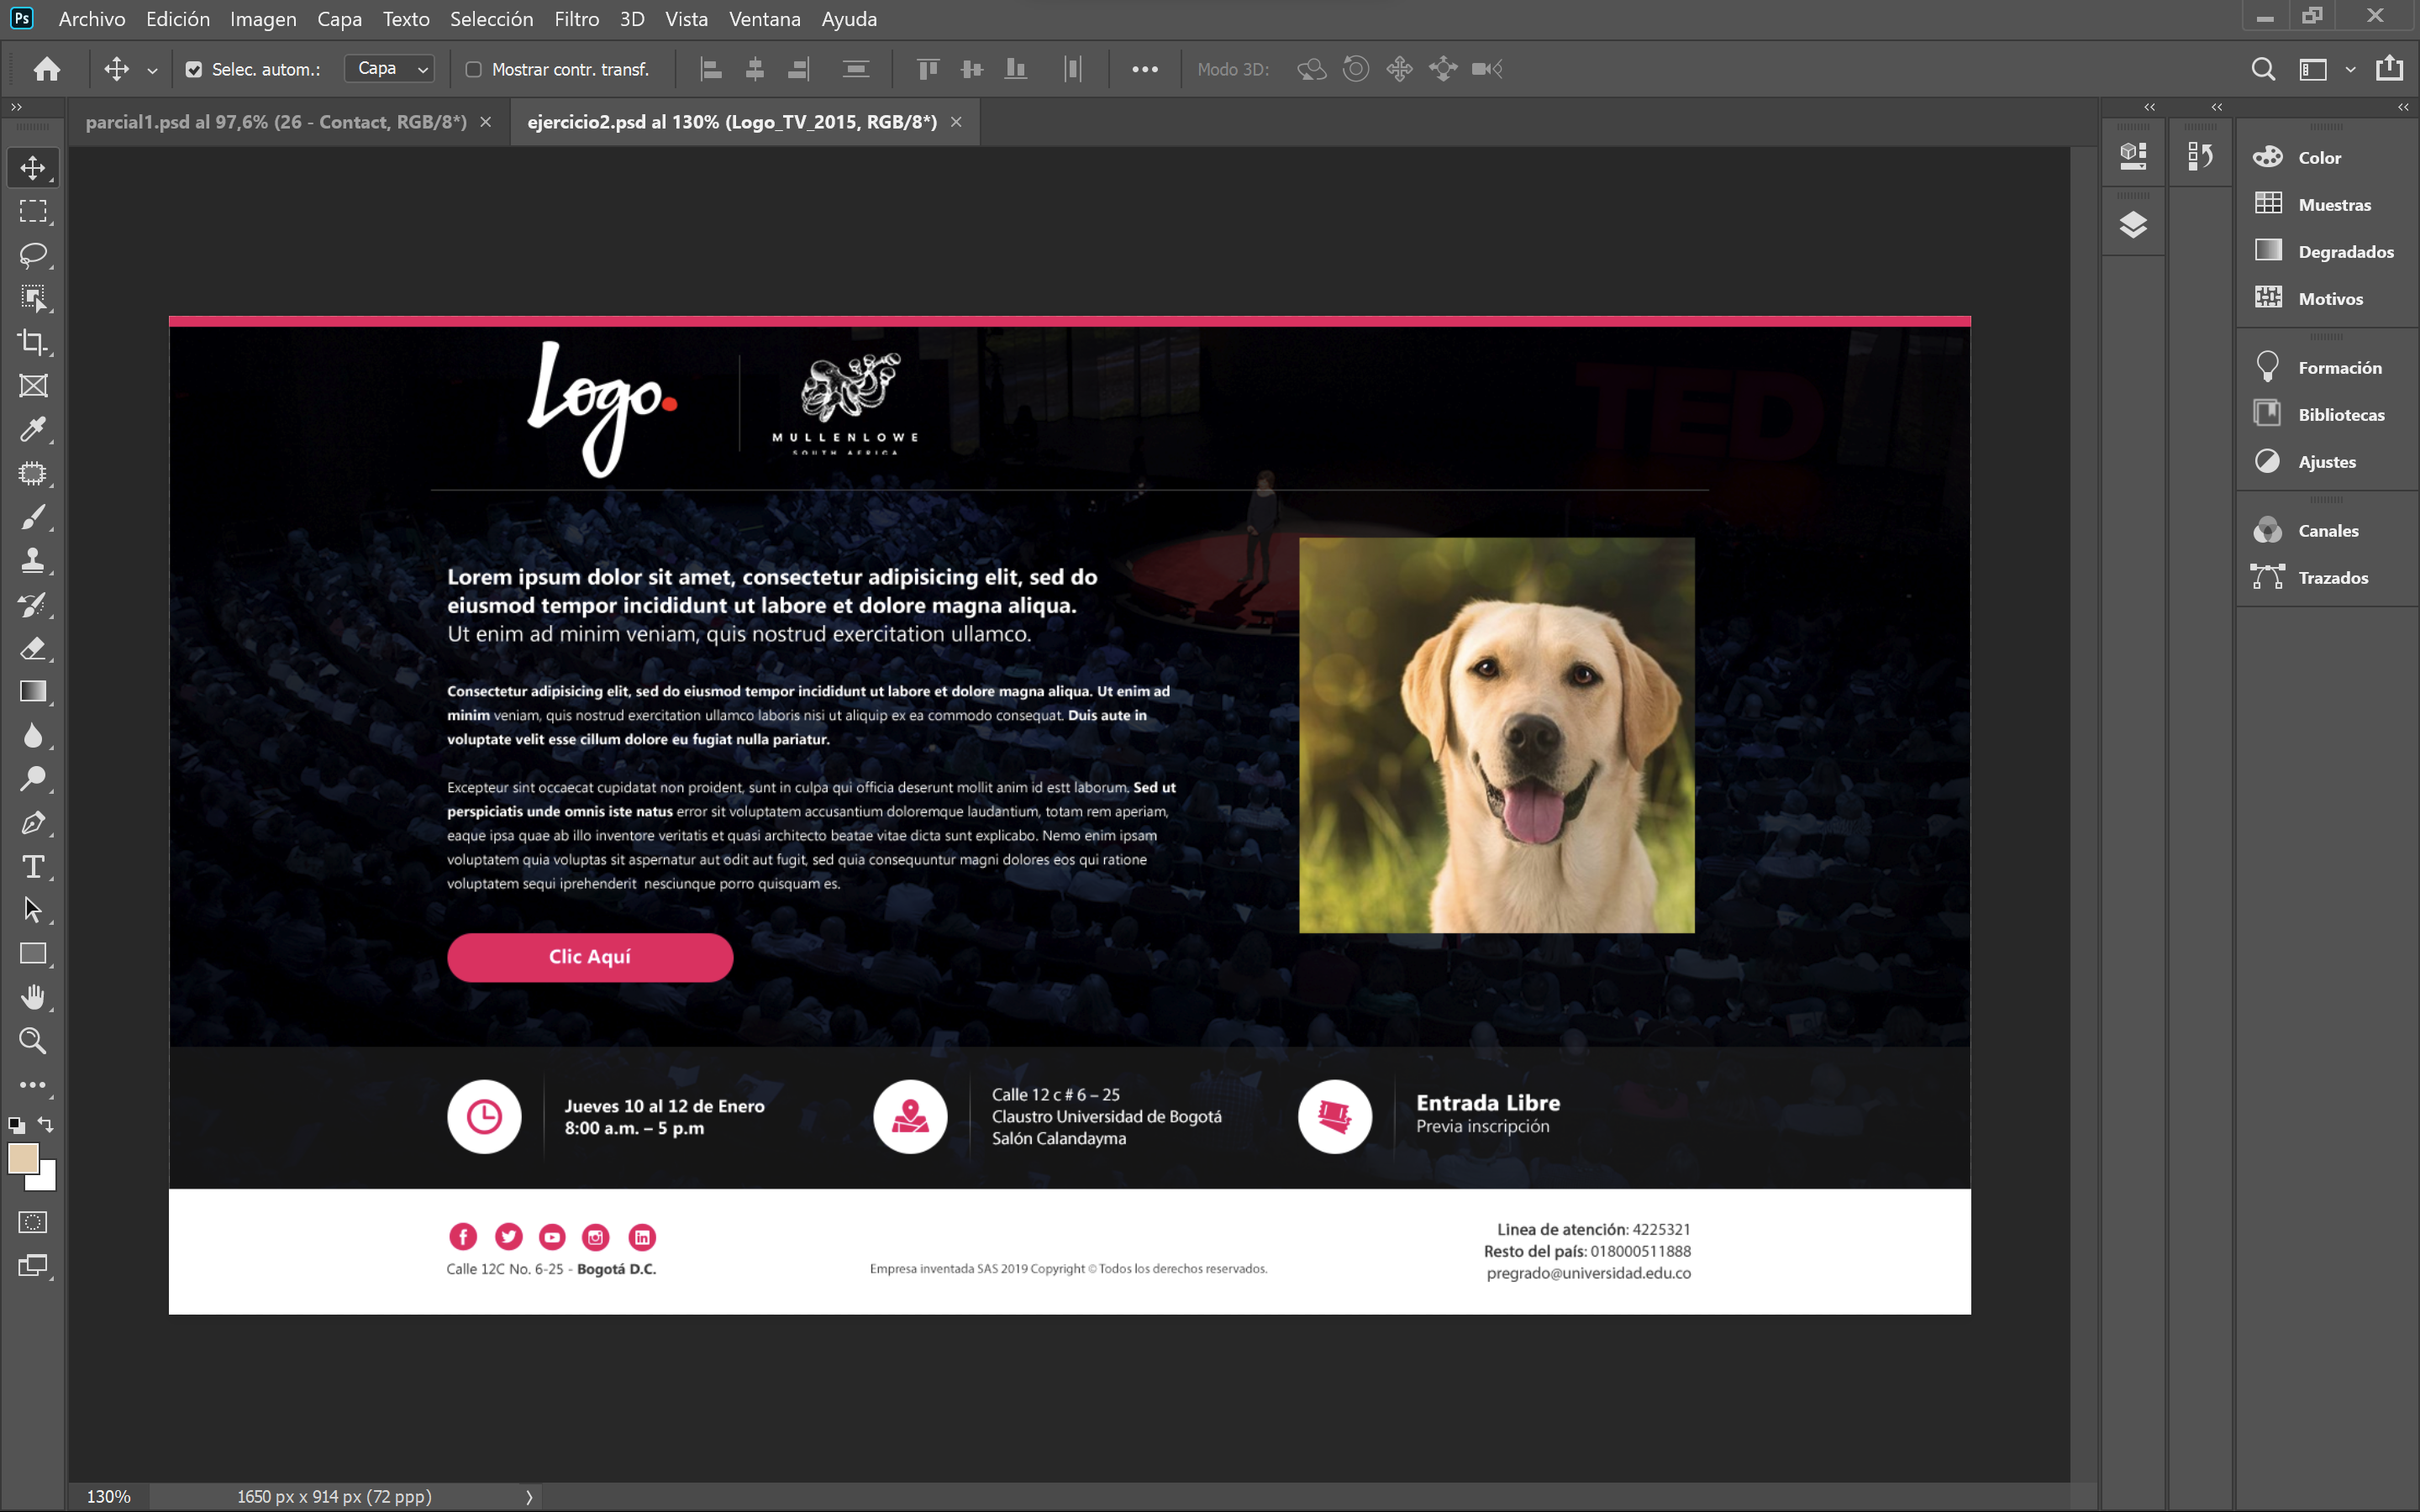 Ps
Archivo Edición Imagen Capa Texto Selección Filtro 3D Vista Ventana Ayuda
Selec. autom.: Capa Mostrar contr. transf. Modo 3D:
parcial1.psd al 97,6% (26 - Contact, RGB/8*) ejercicio2.psd al 130% (Logo_TV_2015, RGB/8*)
Color
Muestras
Degradados
Motivos
Formación
Bibliotecas
Ajustes
Canales
Trazados
Logo.
MULLENLOWE
SOUTH AFRICA
TED
Lorem ipsum dolor sit amet, consectetur adipisicing elit, sed do
eiusmod tempor incididunt ut labore et dolore magna aliqua.
Ut enim ad minim veniam, quis nostrud exercitation ullamco.
Consectetur adipisicing elit, sed do eiusmod tempor incididunt ut labore et dolore magna aliqua. Ut enim ad
minim veniam, quis nostrud exercitation ullamco laboris nisi ut aliquip ex ea commodo consequat. Duis aute in
voluptate velit esse cillum dolore eu fugiat nulla pariatur.
Excepteur sint occaecat cupidatat non proident, sunt in culpa qui officia deserunt mollit anim id estt laborum. Sed ut
perspiciatis unde omnis iste natus error sit voluptatem accusantium doloremque laudantium, totam rem aperiam,
eaque ipsa quae ab illo inventore veritatis et quasi architecto beatae vitae dicta sunt explicabo. Nemo enim ipsam
voluptatem quia voluptas sit aspernatur aut odit aut fugit, sed quia consequuntur magni dolores eos qui ratione
voluptatem sequi iprehenderit nesciunque porro quisquam es.
Clic Aquí
Jueves 10 al 12 de Enero
8:00 a.m. – 5 p.m
Calle 12 c # 6 – 25
Claustro Universidad de Bogotá
Salón Calandayma
Entrada Libre
Previa inscripción
Calle 12C No. 6-25 - Bogotá D.C.
Empresa inventada SAS 2019 Copyright © Todos los derechos reservados.
Linea de atención: 4225321
Resto del país: 018000511888
pregrado@universidad.edu.co
130% 1650 px x 914 px (72 ppp)